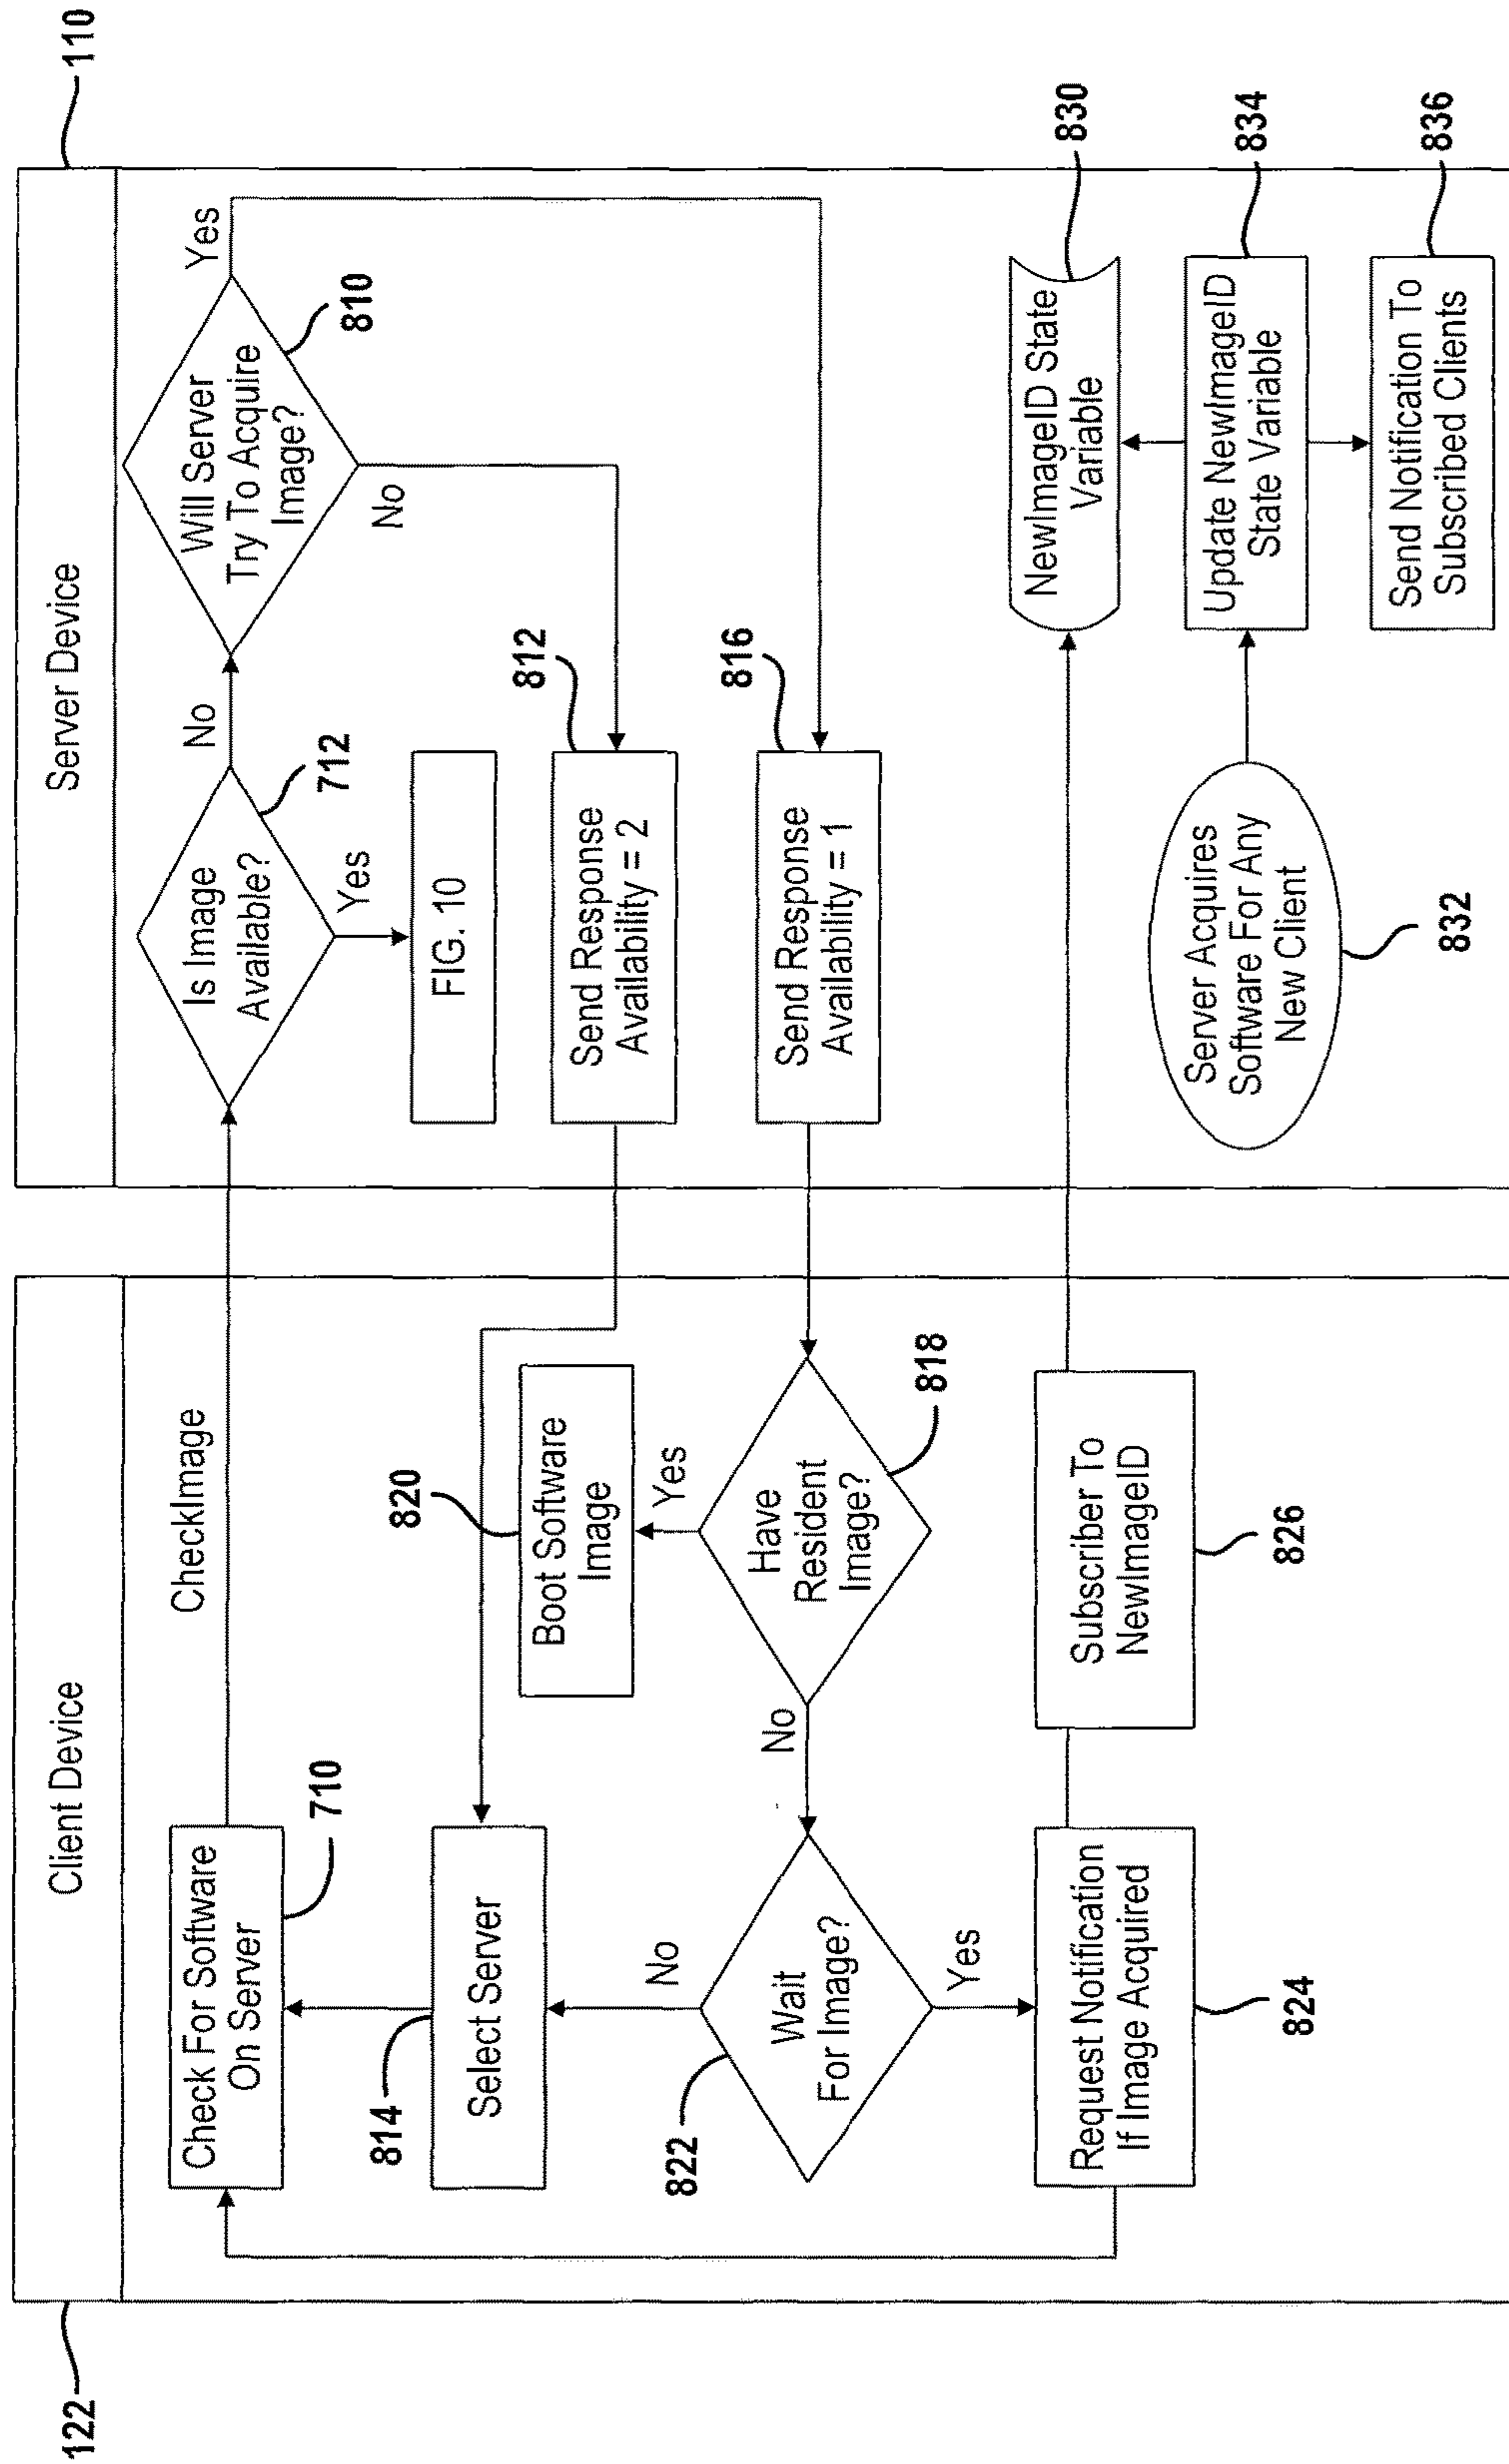 122
Client Device
Server Device
110
Check For Software
On Server
710
CheckImage
Is Image
Available?
712
No
Yes
Will Server
Try To Acquire
Image?
810
Yes
No
FIG. 10
814
Select Server
820
Boot Software
Image
Send Response
Availability = 2
812
Send Response
Availability = 1
816
822
Wait
For Image?
No
Yes
No
Have
Resident
Image?
Yes
818
Request Notification
If Image Acquired
824
Subscriber To
NewImageID
826
NewImageID State
Variable
830
Server Acquires
Software For Any
New Client
832
Update NewImageID
State Variable
834
Send Notification To
Subscribed Clients
836